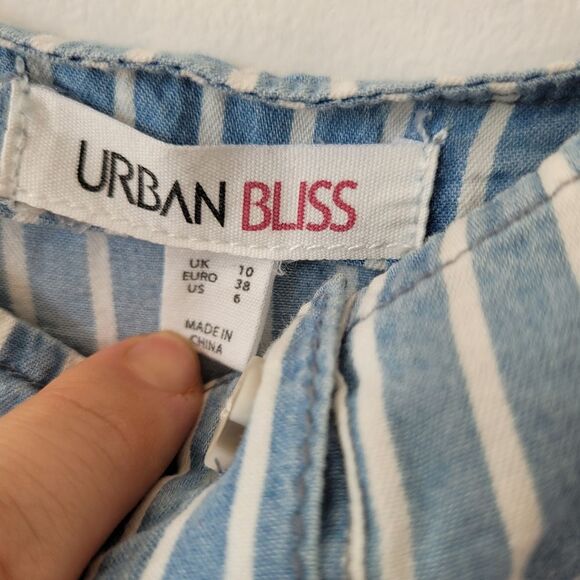 URBAN BLISS
UK 10
EURO 38
US 6
MADE IN
CHINA